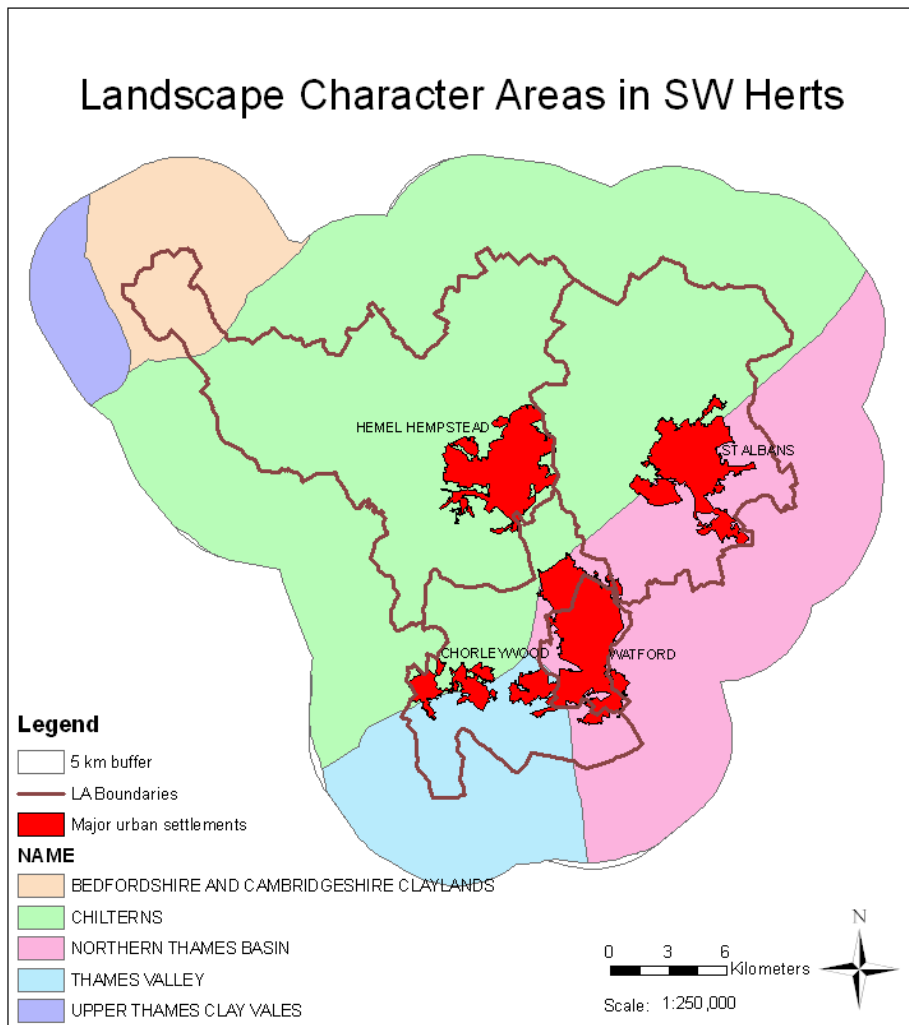 Landscape Character Areas in SW Herts
HEMEL HEMPSTEAD
ST ALBANS
CHORLEYWOOD
WATFORD
Legend
5 km buffer
LA Boundaries
Major urban settlements
NAME
BEDFORDSHIRE AND CAMBRIDGESHIRE CLAYLANDS
CHILTERNS
NORTHERN THAMES BASIN
THAMES VALLEY
UPPER THAMES CLAY VALES
N
0 3 6
Kilometers
Scale: 1:250,000